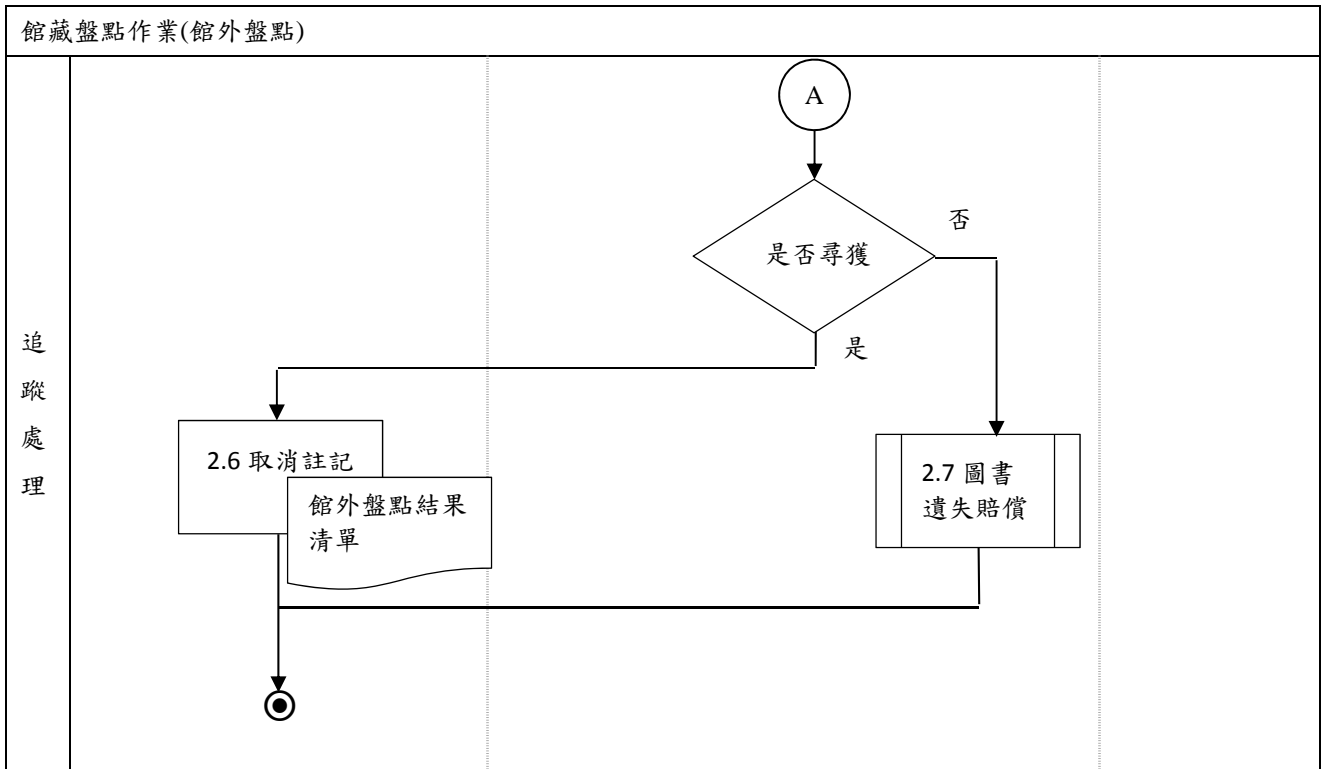 館藏盤點作業(館外盤點)
A
否
是否尋獲
是
追
蹤
處
理
2.6 取消註記
館外盤點結果
清單
2.7 圖書
遺失賠償